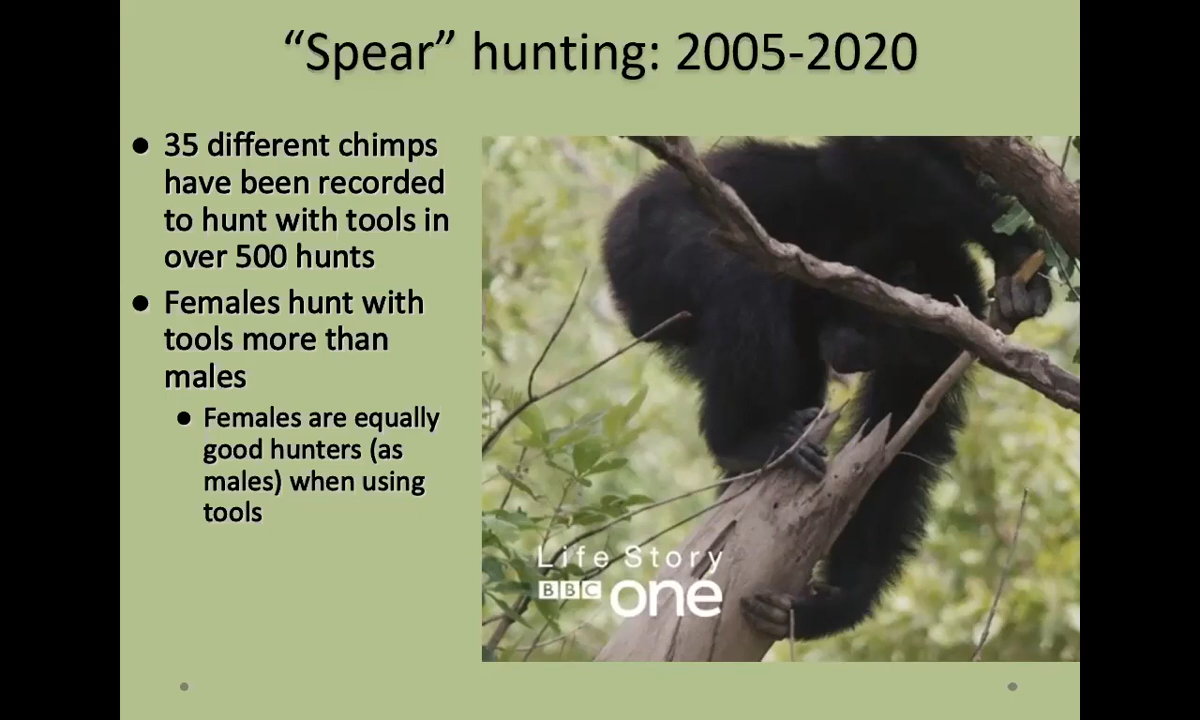 “Spear” hunting: 2005-2020
● 35 different chimps
have been recorded
to hunt with tools in
over 500 hunts
● Females hunt with
tools more than
males
● Females are equally
good hunters (as
males) when using
tools
Life Story
BBC one